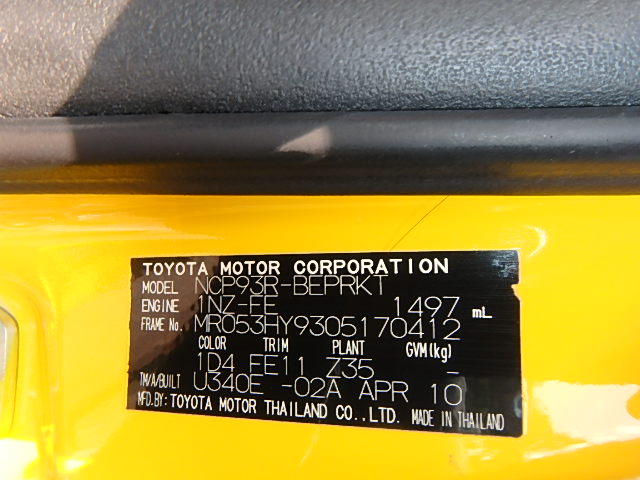 TOYOTA MOTOR CORPORATION
MODEL NCP93R-BEPRKT
ENGINE 1NZ-FE 1497 mL
FRAME No. MR053HY9305170412
COLOR TRIM PLANT GVM(kg)
1D4 FE11 Z35 -
TM/A/BUILT U340E -02A APR 10
MFD.BY: TOYOTA MOTOR THAILAND CO.,LTD. MADE IN THAILAND